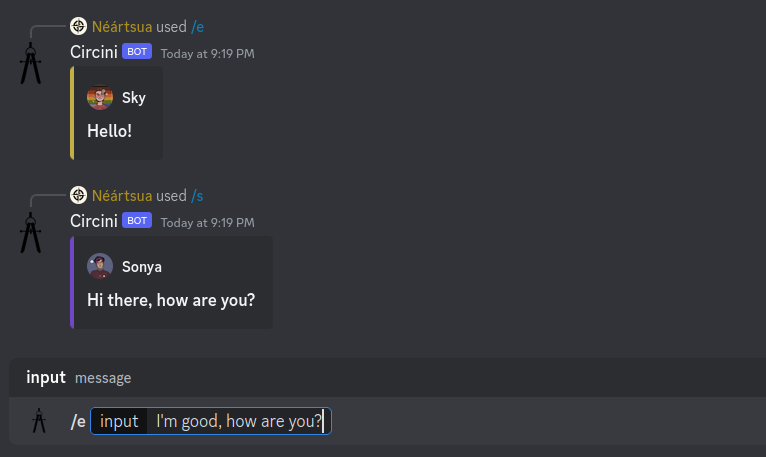 Néártsua used /e
Circini BOT Today at 9:19 PM
Sky
Hello!
Néártsua used /s
Circini BOT Today at 9:19 PM
Sonya
Hi there, how are you?
input message
/e input I'm good, how are you?